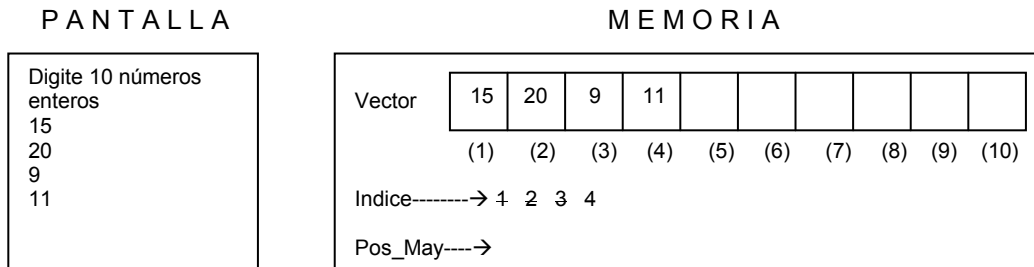 P A N T A L L A
M E M O R I A
Digite 10 números
enteros
15
20
9
11
Vector 15 20 9 11
(1) (2) (3) (4) (5) (6) (7) (8) (9) (10)
Indice--------→ 1 2 3 4
Pos_May----→